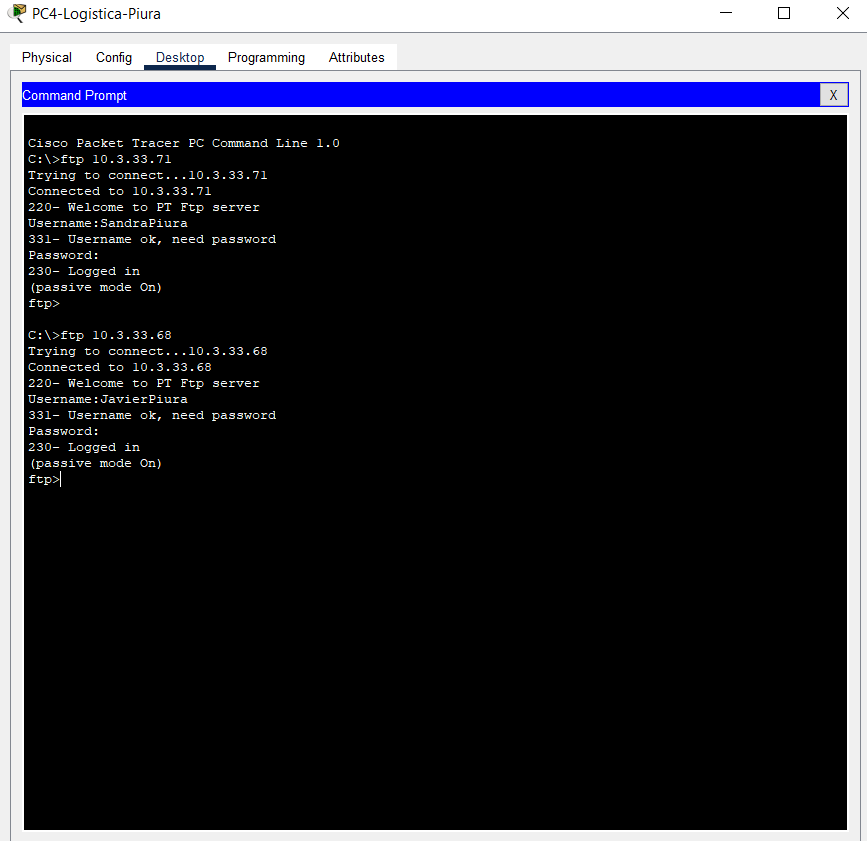 PC4-Logistica-Piura
Physical Config Desktop Programming Attributes
Command Prompt X
Cisco Packet Tracer PC Command Line 1.0
C:\>ftp 10.3.33.71
Trying to connect...10.3.33.71
Connected to 10.3.33.71
220- Welcome to PT Ftp server
Username:SandraPiura
331- Username ok, need password
Password:
230- Logged in
(passive mode On)
ftp>
C:\>ftp 10.3.33.68
Trying to connect...10.3.33.68
Connected to 10.3.33.68
220- Welcome to PT Ftp server
Username:JavierPiura
331- Username ok, need password
Password:
230- Logged in
(passive mode On)
ftp>